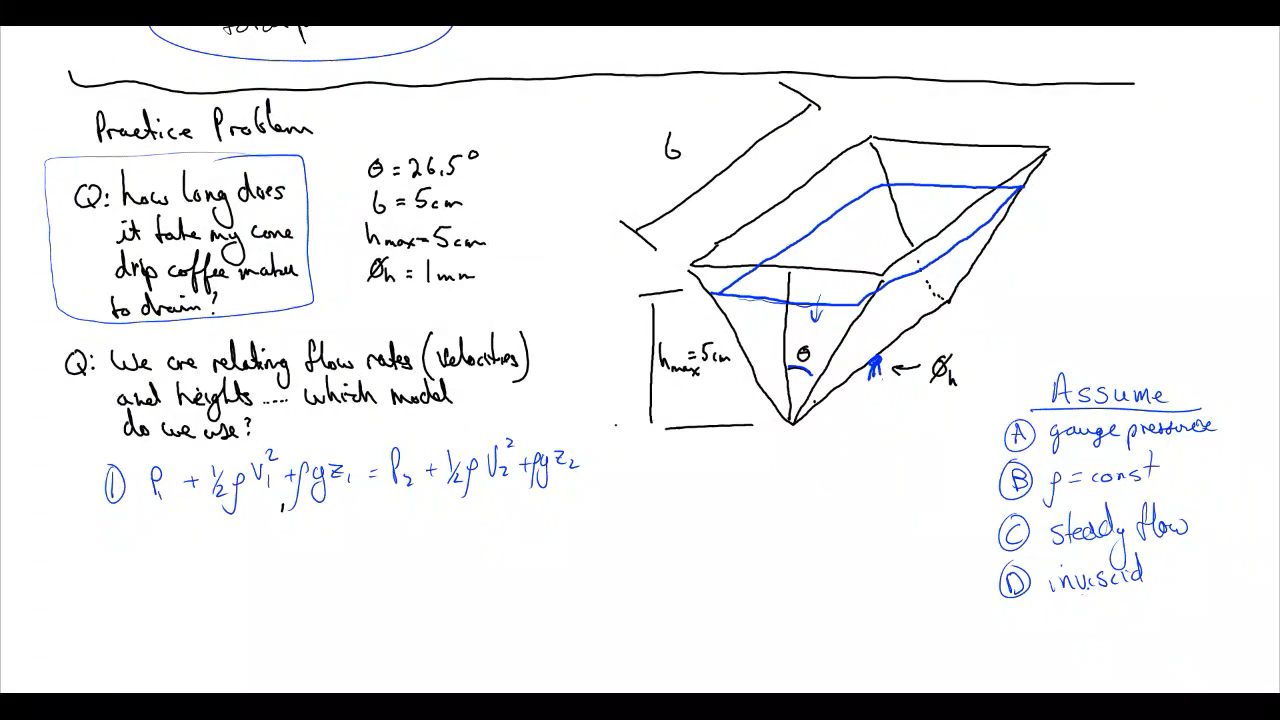 Practice Problem
Q: how long does
it take my cone
drip coffee maker
to drain?
θ = 26.5°
b = 5cm
hmax = 5cm
Øh = 1mm
Q: We are relating flow rates (velocities)
and heights .... which model
do we use?
① P₁ + ½ρV₁² + ρgz₁ = P₂ + ½ρV₂² + ρgz₂
b
hmax = 5cm
θ
← Øh
Assume
Ⓐ gauge pressure
Ⓑ ρ = const
Ⓒ steady flow
Ⓓ inviscid